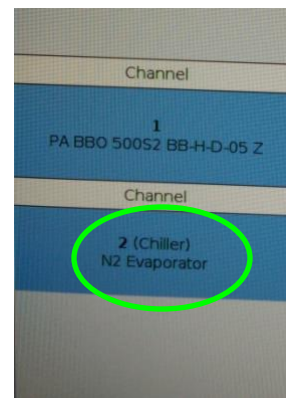 Channel
1
PA BBO 500S2 BB-H-D-05 Z
Channel
2 (Chiller)
N2 Evaporator